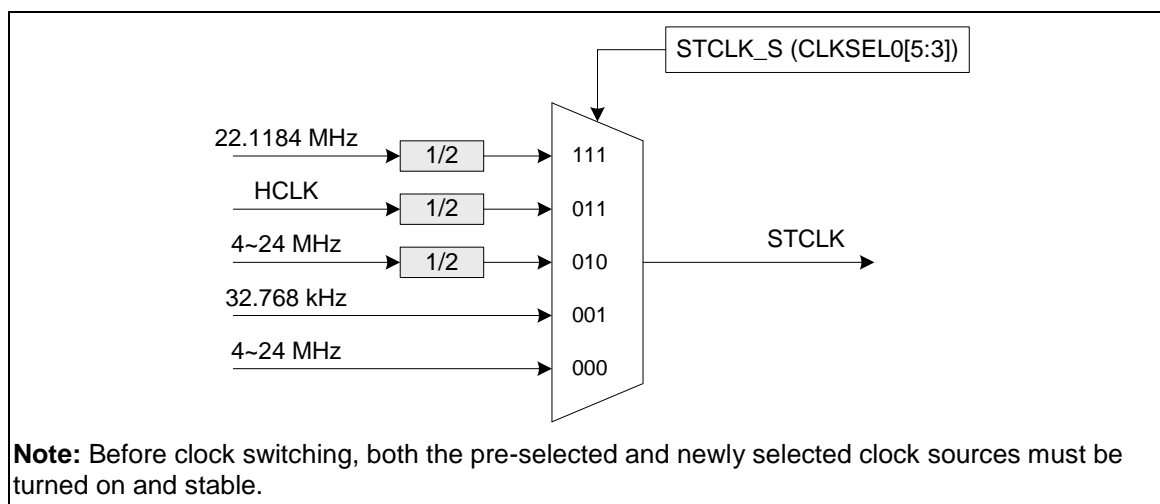 STCLK_S (CLKSEL0[5:3])
22.1184 MHz
1/2
111
HCLK
1/2
011
4~24 MHz
1/2
010
STCLK
32.768 kHz
001
4~24 MHz
000
Note: Before clock switching, both the pre-selected and newly selected clock sources must be
turned on and stable.